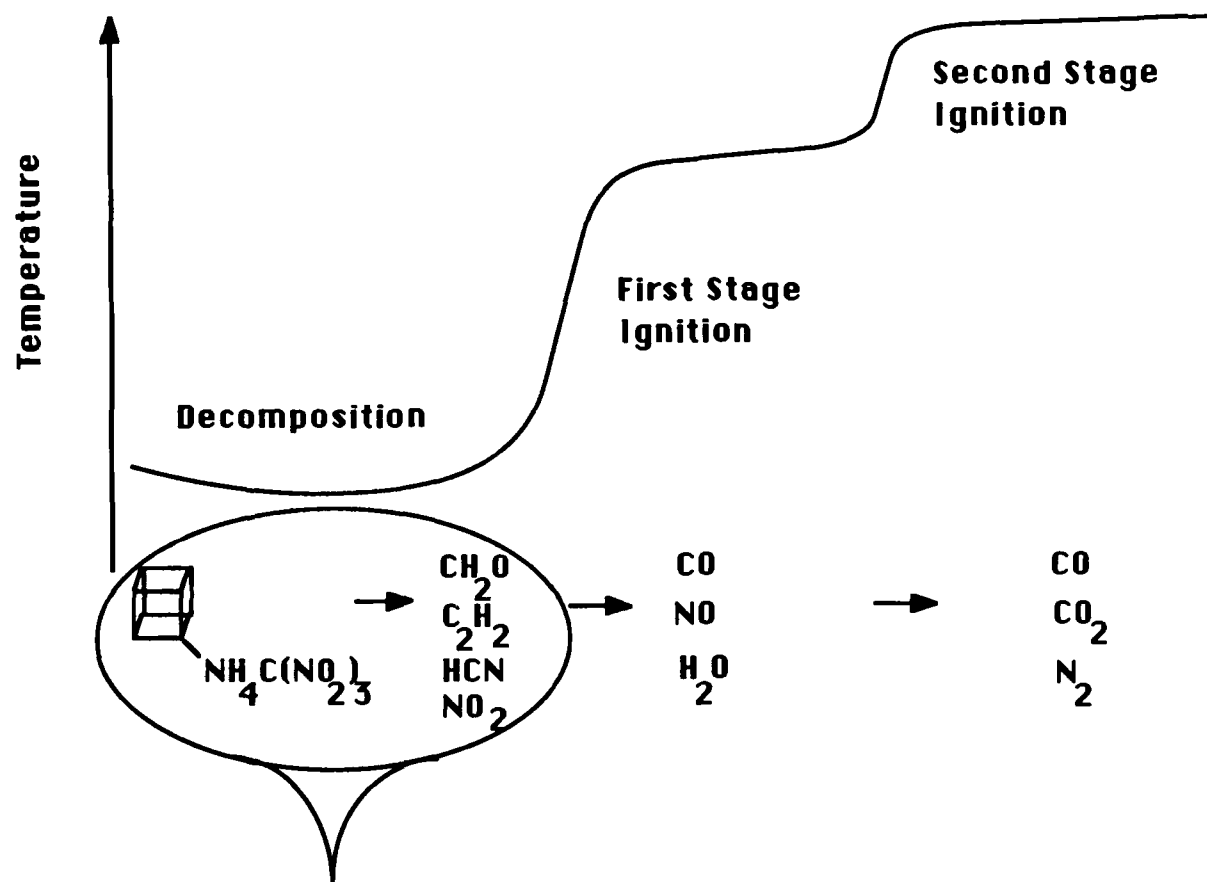 Temperature
Second Stage
Ignition
First Stage
Ignition
Decomposition
CH₂O
C₂H₂
HCN
NO₂
NH₄C(NO₂)₃
CO
NO
H₂O
CO
CO₂
N₂